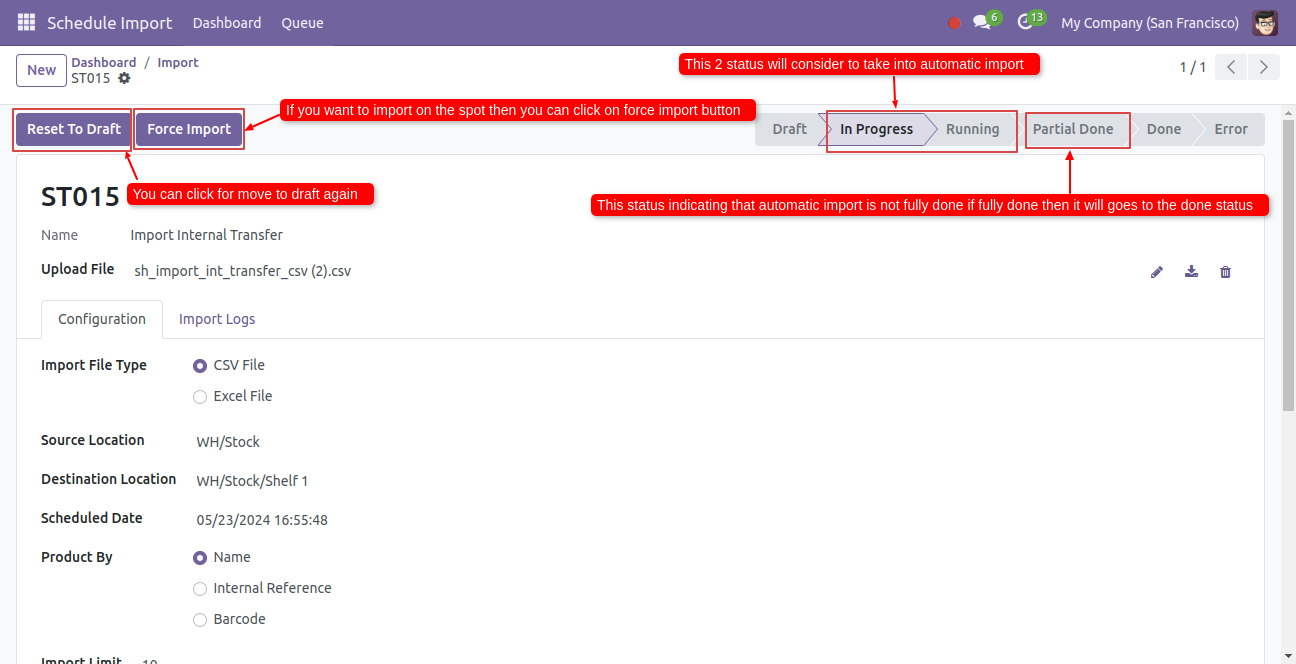 Schedule Import Dashboard Queue 6 13 My Company (San Francisco)
New Dashboard / Import
ST015
This 2 status will consider to take into automatic import
1 / 1
If you want to import on the spot then you can click on force import button
Reset To Draft Force Import Draft In Progress Running Partial Done Done Error
You can click for move to draft again
This status indicating that automatic import is not fully done if fully done then it will goes to the done status
ST015
Name Import Internal Transfer
Upload File sh_import_int_transfer_csv (2).csv
Configuration Import Logs
Import File Type CSV File
Excel File
Source Location WH/Stock
Destination Location WH/Stock/Shelf 1
Scheduled Date 05/23/2024 16:55:48
Product By Name
Internal Reference
Barcode
Import Limit 10